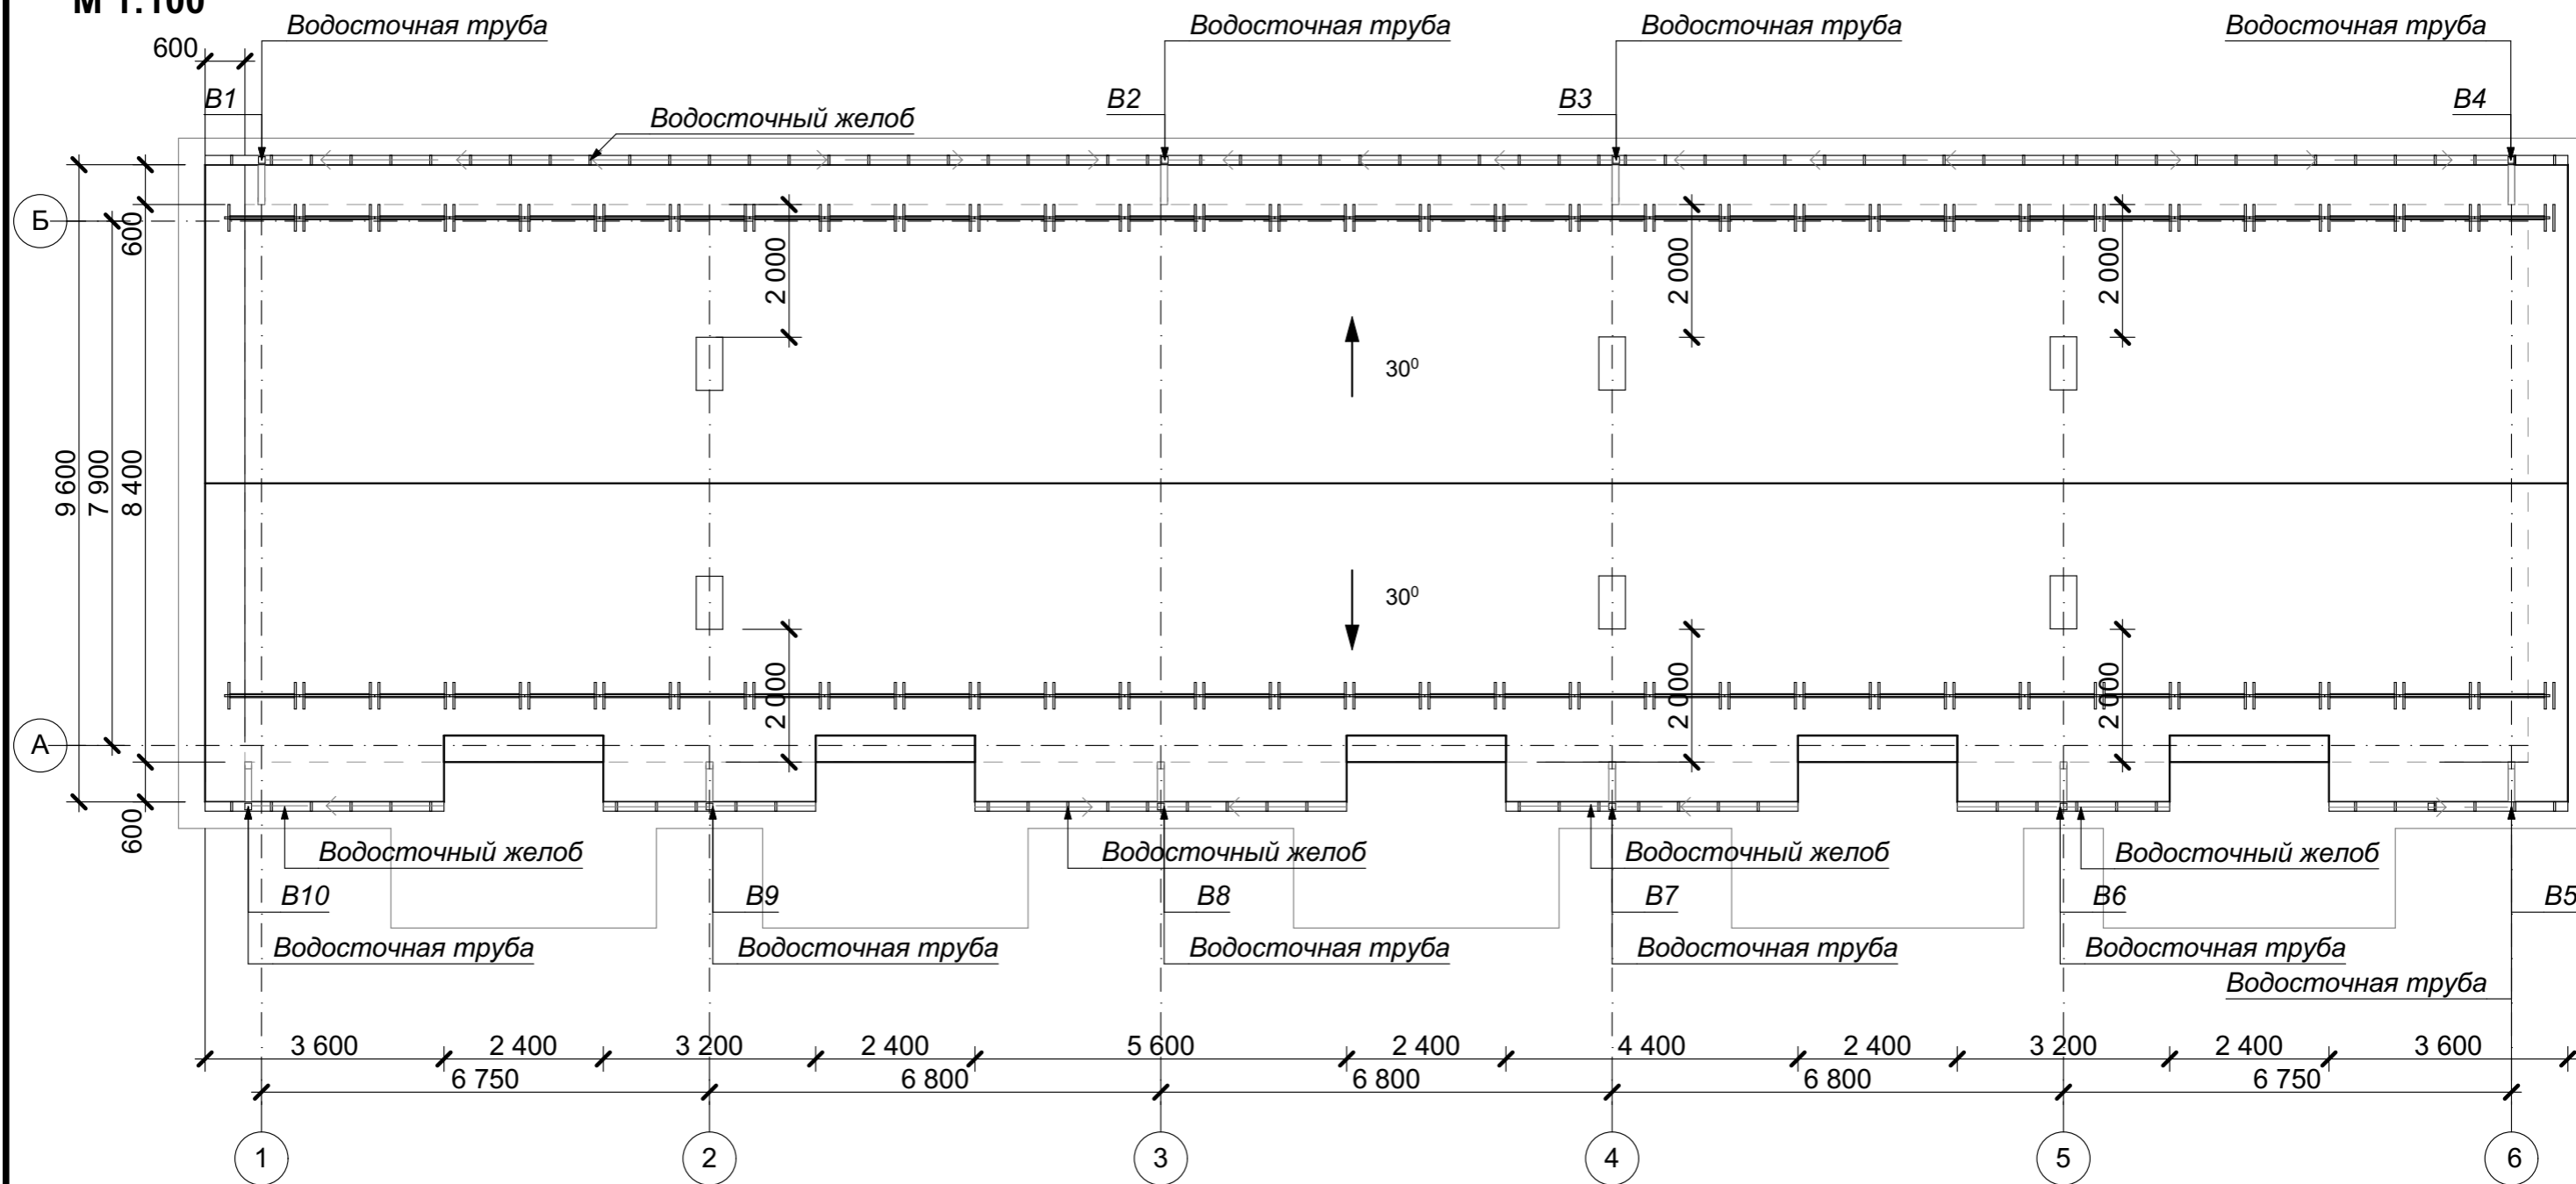 М 1:100
Водосточная труба
Водосточная труба
Водосточная труба
Водосточная труба
600
В1
В2
В3
В4
Водосточный желоб
Б
600
2 000
2 000
2 000
30⁰
9 600
7 900
8 400
30⁰
2 000
2 000
2 000
А
600
Водосточный желоб
Водосточный желоб
Водосточный желоб
Водосточный желоб
В10
В9
В8
В7
В6
В5
Водосточная труба
Водосточная труба
Водосточная труба
Водосточная труба
Водосточная труба
Водосточная труба
3 600
2 400
3 200
2 400
5 600
2 400
4 400
2 400
3 200
2 400
3 600
6 750
6 800
6 800
6 800
6 750
1
2
3
4
5
6